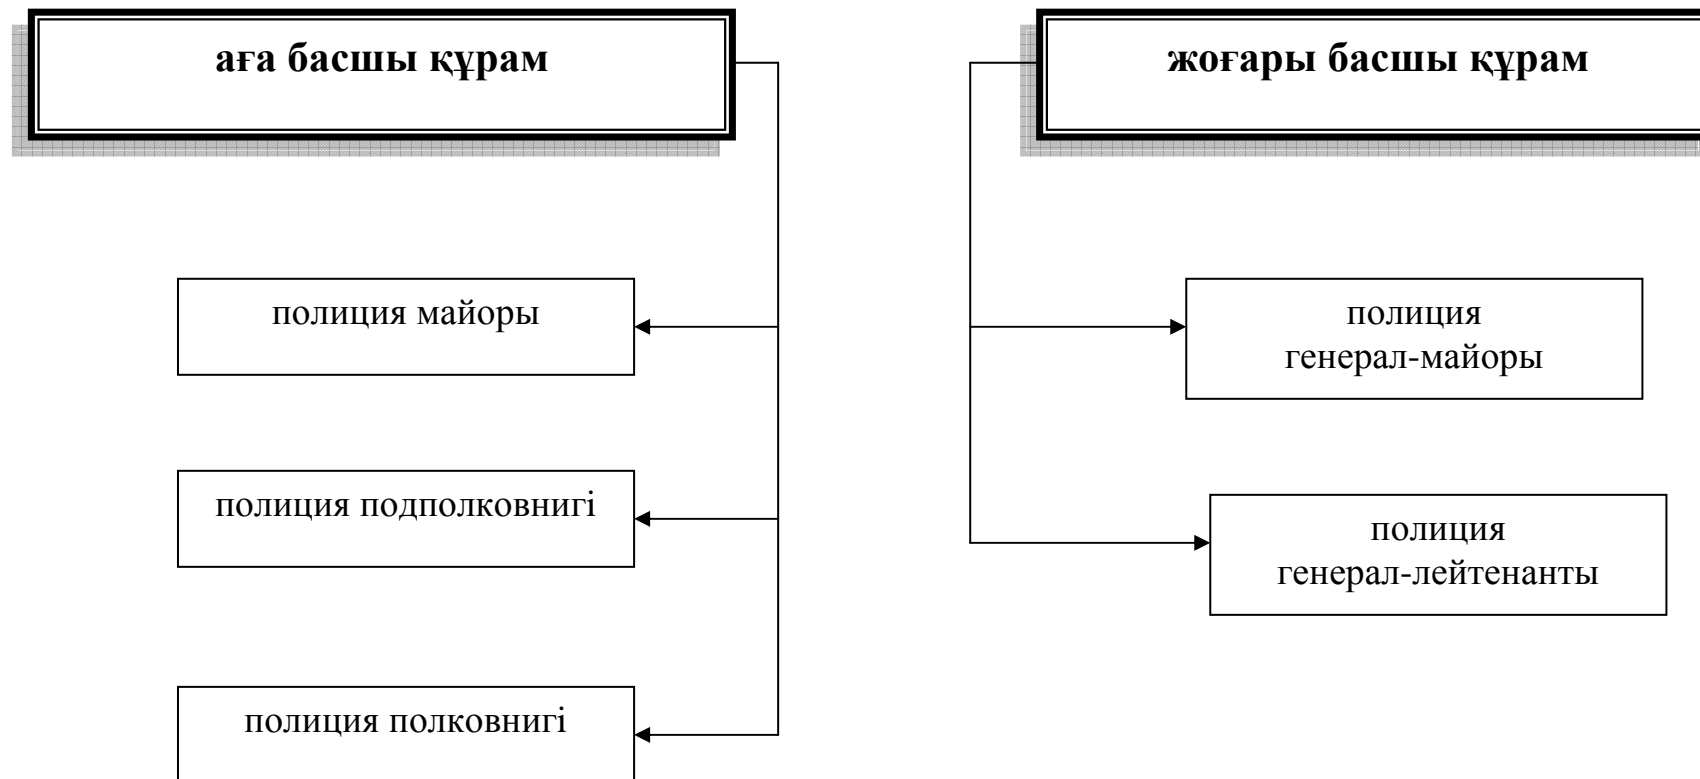 аға басшы құрам
полиция майоры
полиция подполковнигі
полиция полковнигі
жоғары басшы құрам
полиция
генерал-майоры
полиция
генерал-лейтенанты